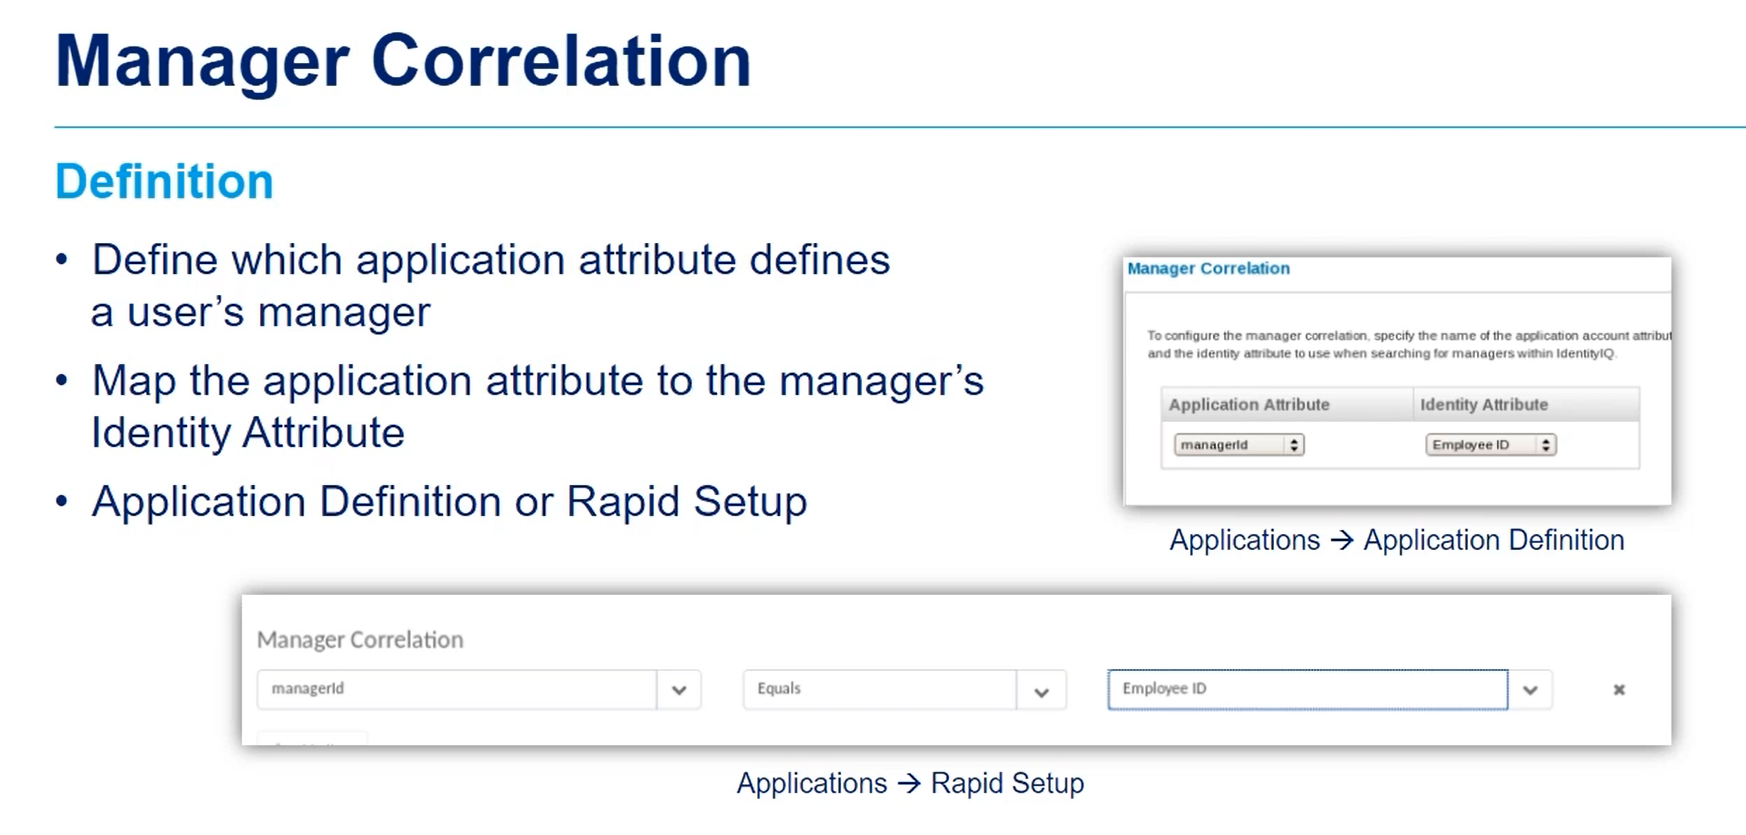 Manager Correlation
Definition
• Define which application attribute defines
a user’s manager
• Map the application attribute to the manager’s
Identity Attribute
• Application Definition or Rapid Setup
Manager Correlation
To configure the manager correlation, specify the name of the application account attribut
and the identity attribute to use when searching for managers within IdentityIQ.
Application Attribute Identity Attribute
managerId Employee ID
Applications → Application Definition
Manager Correlation
managerId Equals Employee ID
Applications → Rapid Setup